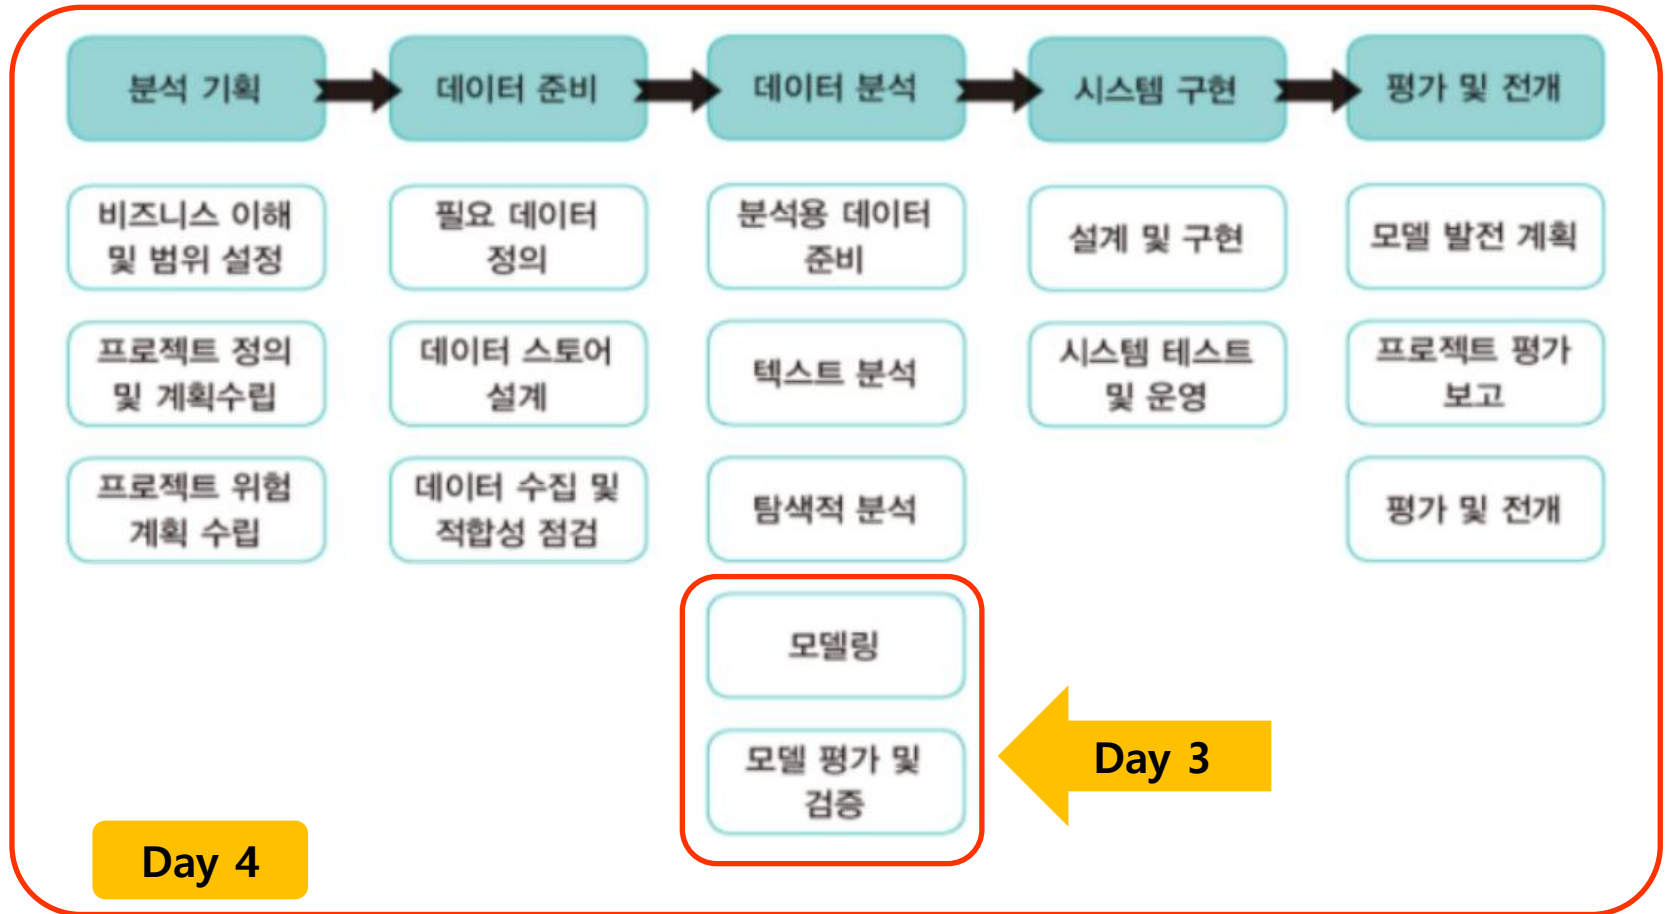 분석 기획
데이터 준비
데이터 분석
시스템 구현
평가 및 전개
비즈니스 이해
및 범위 설정
필요 데이터
정의
분석용 데이터
준비
설계 및 구현
모델 발전 계획
프로젝트 정의
및 계획수립
데이터 스토어
설계
텍스트 분석
시스템 테스트
및 운영
프로젝트 평가
보고
프로젝트 위험
계획 수립
데이터 수집 및
적합성 점검
탐색적 분석
평가 및 전개
모델링
모델 평가 및
검증
Day 3
Day 4